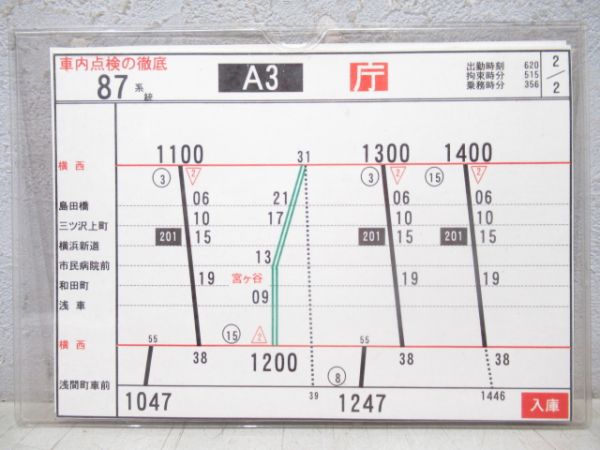 車内点検の徹底
87 系統
A3
庁
出勤時刻 620
拘束時分 515
乗務時分 356
2/2
1100 31 1300 1400
横西
③ 2 ③ 2 ⑮ 2
島田橋 06 21 06 06
三ツ沢上町 10 17 10 10
横浜新道 201 15 201 15 201 15
市民病院前 13
和田町 19 宮ヶ谷 19 19
浅車 09
⑮ 2
横西 55 38 1200 55 38 38
⑧
浅間町車前 1047 39 1247 1446
入庫